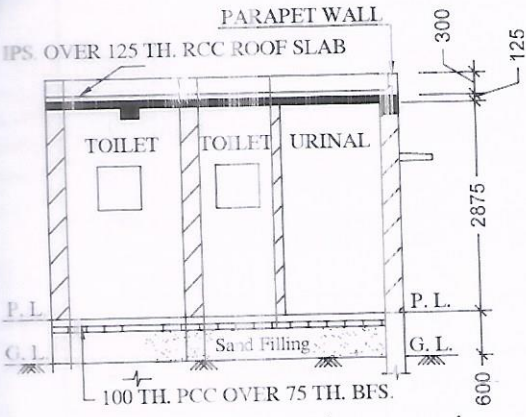 PARAPET WALL
IPS. OVER 125 TH. RCC ROOF SLAB
300
125
TOILET
TOILET
URINAL
2875
P. L.
P. L.
G. L.
Sand Filling
G. L.
600
100 TH. PCC OVER 75 TH. BFS.